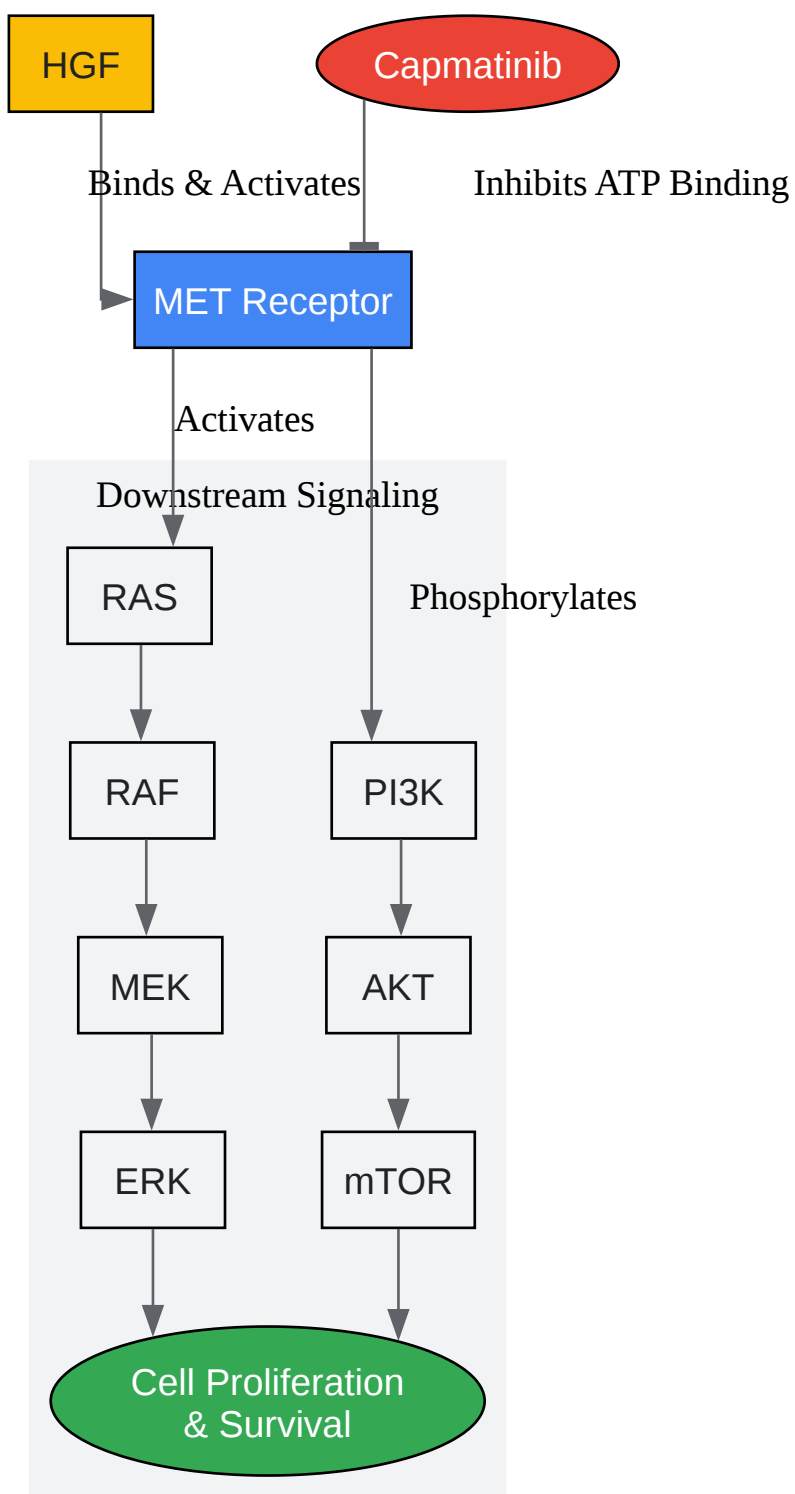 HGF
Capmatinib
Binds & Activates
Inhibits ATP Binding
MET Receptor
Activates
Downstream Signaling
RAS
Phosphorylates
RAF
PI3K
MEK
AKT
ERK
mTOR
Cell Proliferation
& Survival